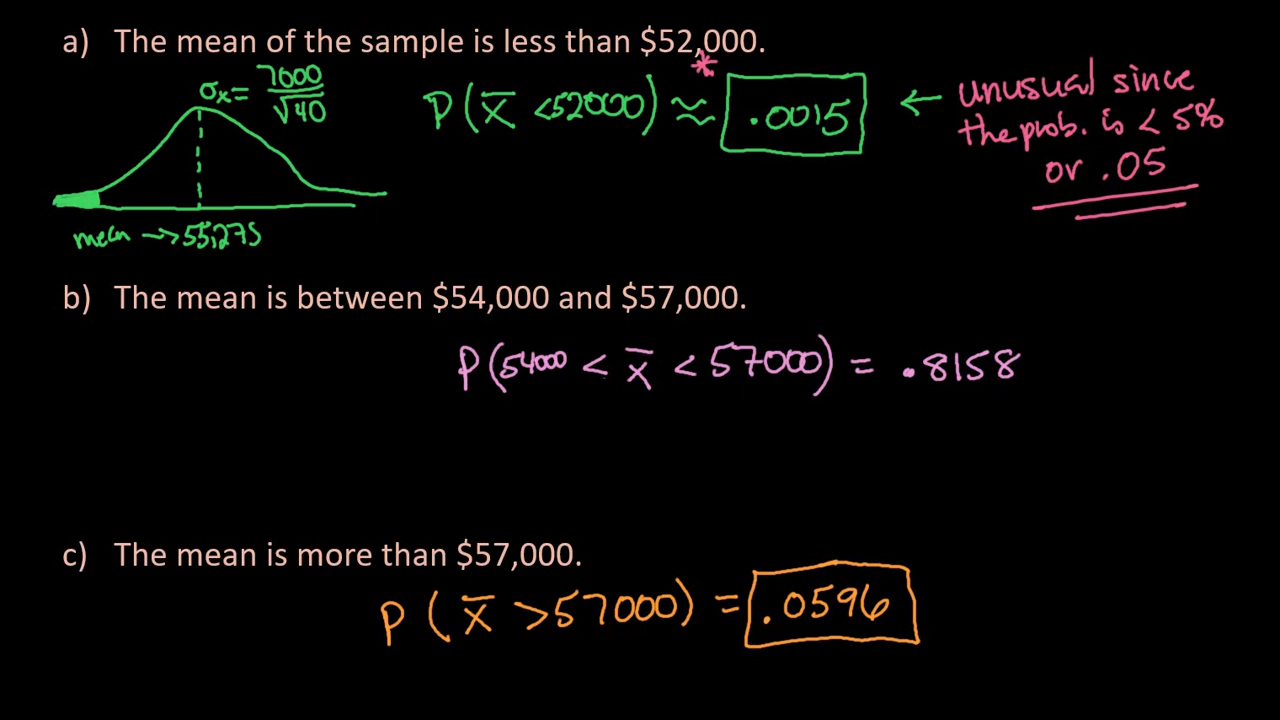 a) The mean of the sample is less than $52,000.
σx = 7600/√40
P(x̄ <52000) ≈ .0015
*
← unusual since
the prob. is < 5%
or .05
mean → 55,275
b) The mean is between $54,000 and $57,000.
P(54000 < x̄ < 57000) = .8158
c) The mean is more than $57,000.
P(x̄ >57000) = .0596